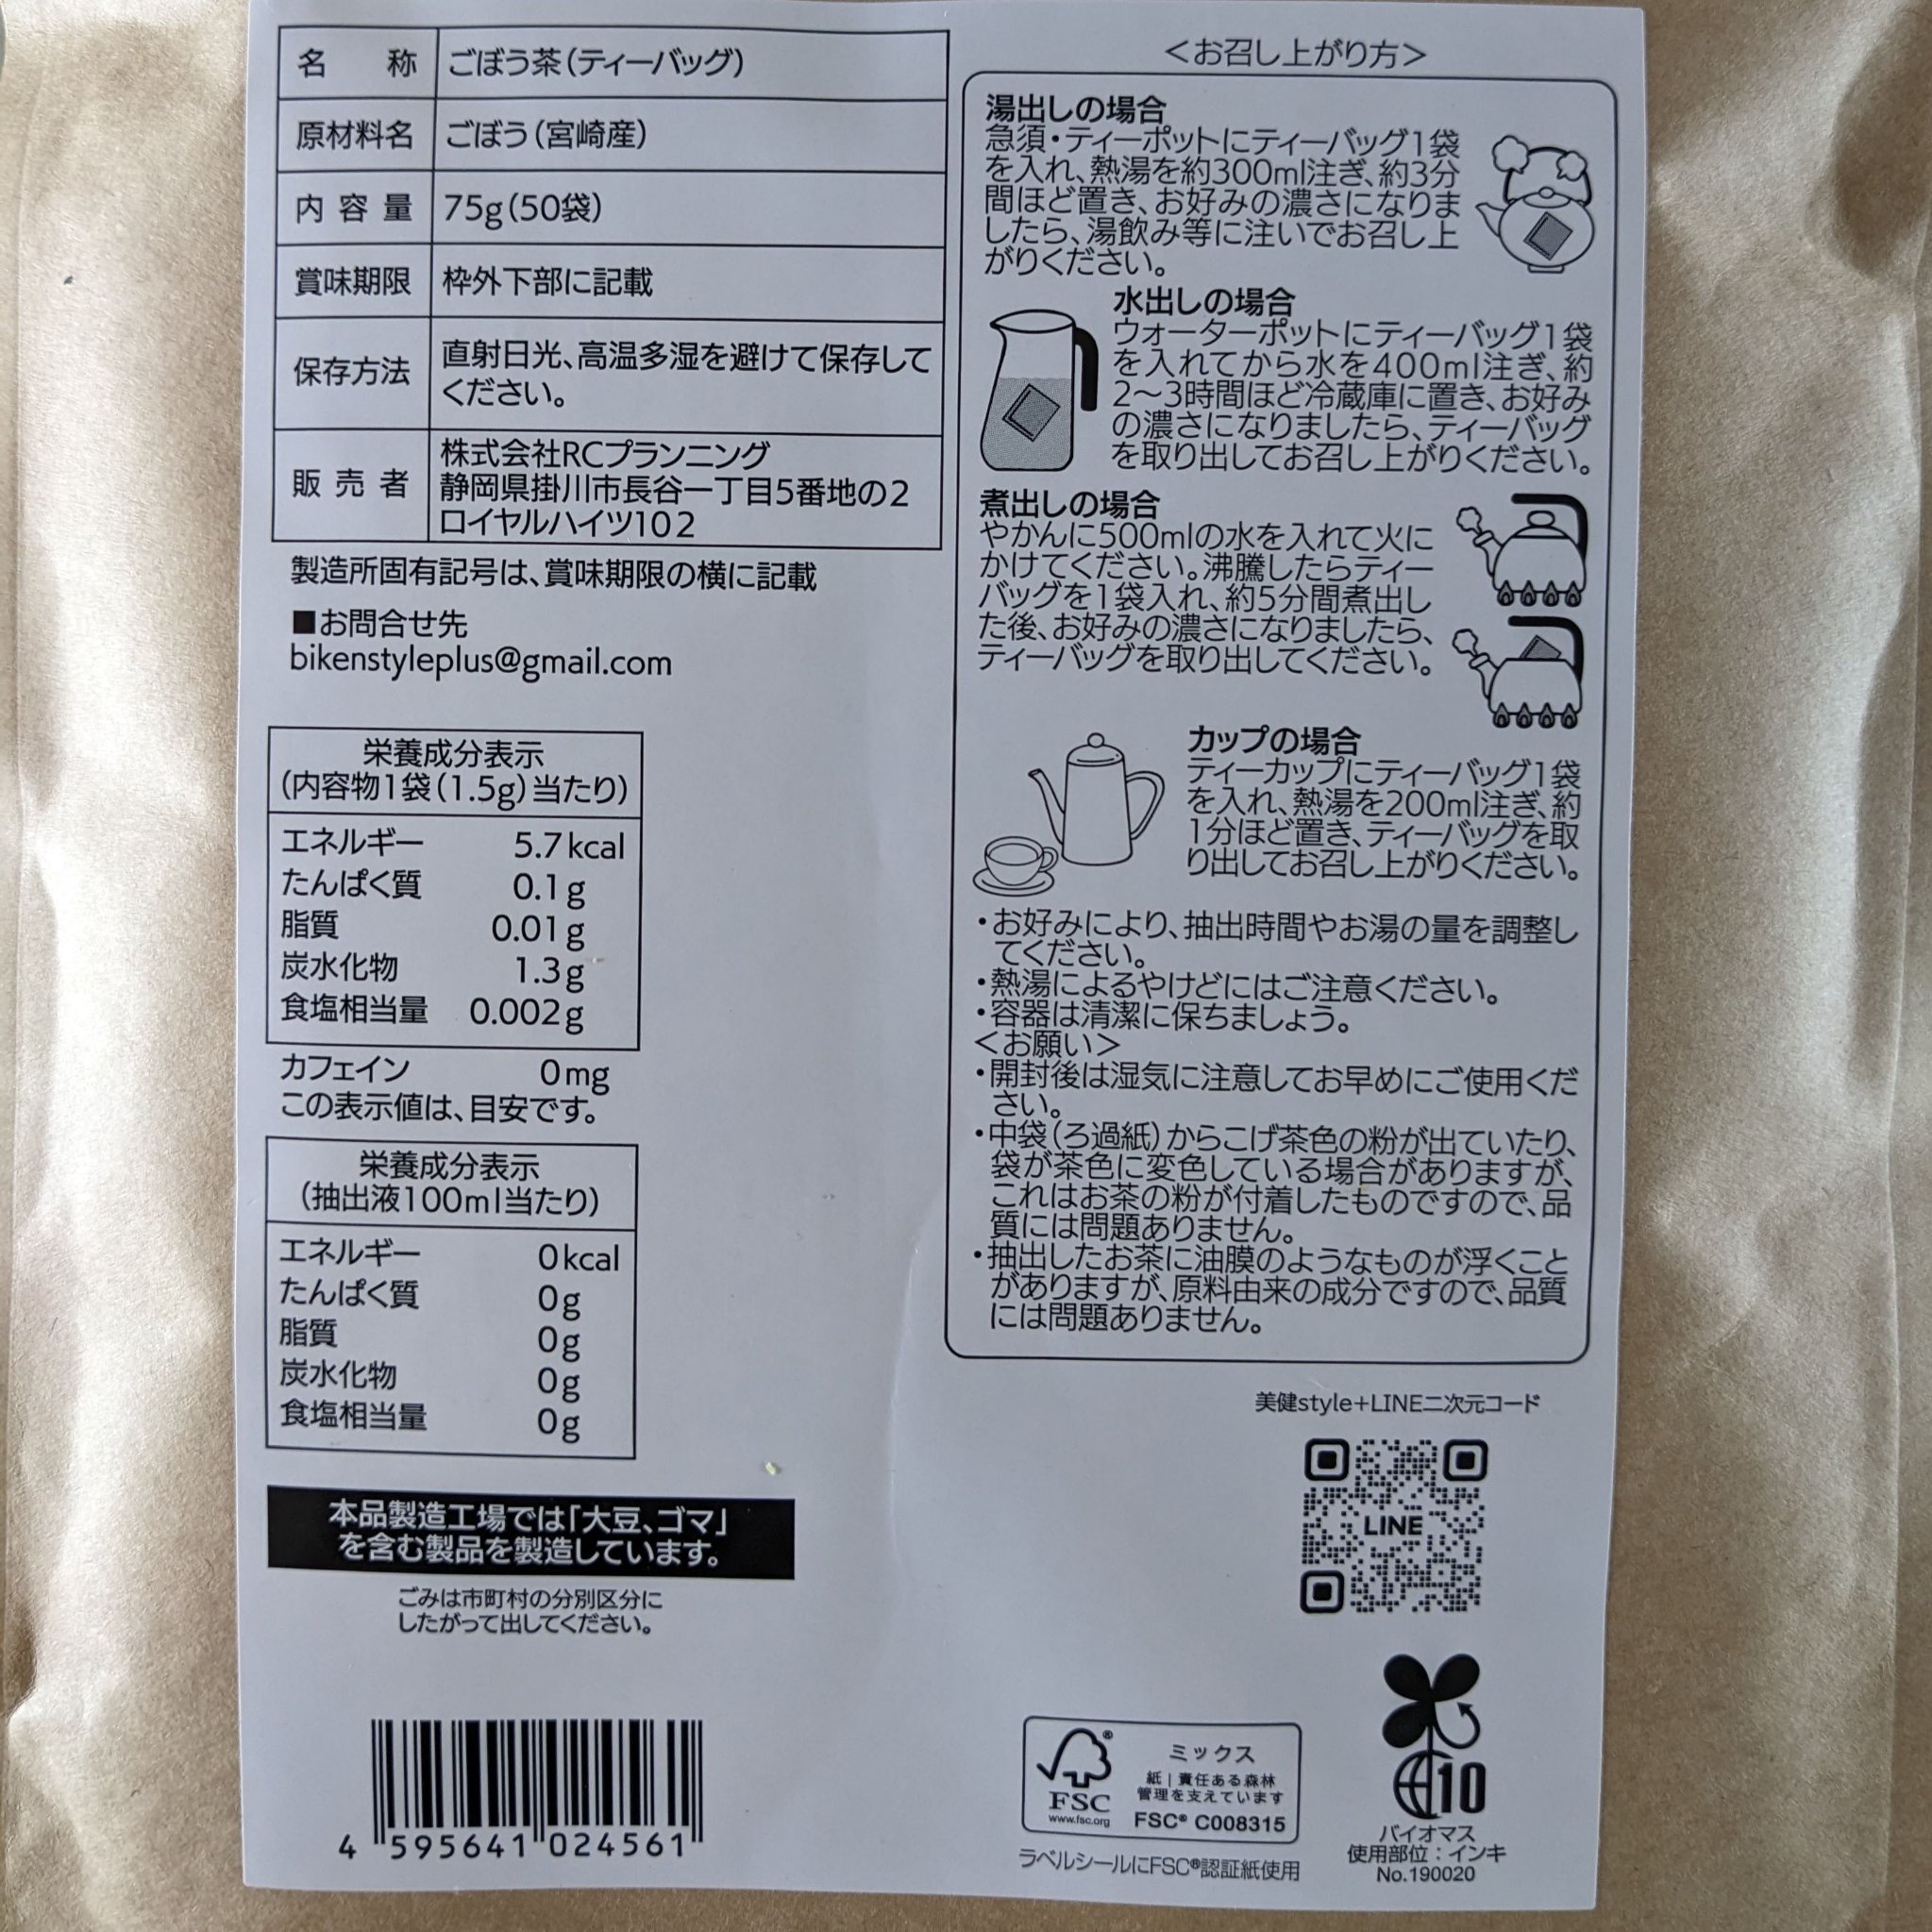 名　称 ごぼう茶(ティーバッグ)
原材料名 ごぼう(宮崎産)
内容量 75g(50袋)
賞味期限 枠外下部に記載
保存方法 直射日光、高温多湿を避けて保存して
ください。
販売者 株式会社RCプランニング
静岡県掛川市長谷一丁目5番地の2
ロイヤルハイツ102
製造所固有記号は、賞味期限の横に記載
■お問合せ先
bikenstyleplus@gmail.com
栄養成分表示
(内容物1袋(1.5g)当たり)
エネルギー 5.7kcal
たんぱく質 0.1g
脂質 0.01g
炭水化物 1.3g
食塩相当量 0.002g
カフェイン 0mg
この表示値は、目安です。
栄養成分表示
(抽出液100ml当たり)
エネルギー 0kcal
たんぱく質 0g
脂質 0g
炭水化物 0g
食塩相当量 0g
本品製造工場では「大豆、ゴマ」
を含む製品を製造しています。
ごみは市町村の分別区分に
したがって出してください。
4 595641 024561
<お召し上がり方>
湯出しの場合
急須・ティーポットにティーバッグ1袋
を入れ、熱湯を約300ml注ぎ、約3分
間ほど置き、お好みの濃さになりま
したら、湯飲み等に注いでお召し上
がりください。
水出しの場合
ウォーターポットにティーバッグ1袋
を入れてから水を400ml注ぎ、約
2～3時間ほど冷蔵庫に置き、お好み
の濃さになりましたら、ティーバッグ
を取り出してお召し上がりください。
煮出しの場合
やかんに500mlの水を入れて火に
かけてください。沸騰したらティー
バッグを1袋入れ、約5分間煮出し
た後、お好みの濃さになりましたら、
ティーバッグを取り出してください。
カップの場合
ティーカップにティーバッグ1袋
を入れ、熱湯を200ml注ぎ、約
1分ほど置き、ティーバッグを取
り出してお召し上がりください。
・お好みにより、抽出時間やお湯の量を調整し
てください。
・熱湯によるやけどにはご注意ください。
・容器は清潔に保ちましょう。
<お願い>
・開封後は湿気に注意してお早めにご使用くだ
さい。
・中袋(ろ過紙)からこげ茶色の粉が出ていたり、
袋が茶色に変色している場合がありますが、
これはお茶の粉が付着したものですので、品
質には問題ありません。
・抽出したお茶に油膜のようなものが浮くこと
がありますが、原料由来の成分ですので、品質
には問題ありません。
美健style+LINE二次元コード
LINE
FSC
www.fsc.org
ミックス
紙|責任ある森林
管理を支えています
FSC® C008315
ラベルシールにFSC®認証紙使用
10
バイオマス
使用部位：インキ
No.190020